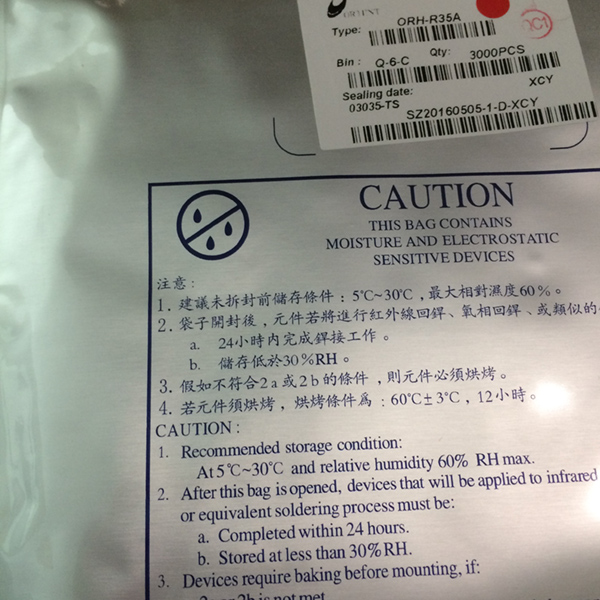 ORIENT
Type: ORH-R35A
QC1
Bin : Q-6-C Qty: 3000PCS
Sealing date: XCY
03035-TS SZ20160505-1-D-XCY
CAUTION
THIS BAG CONTAINS
MOISTURE AND ELECTROSTATIC
SENSITIVE DEVICES
注意:
1. 建議未拆封前儲存條件:5℃~30℃,最大相對濕度60%。
2. 袋子開封後,元件若將進行紅外線回銲、氣相回銲、或類似的
a. 24小時內完成銲接工作。
b. 儲存低於30%RH。
3. 假如不符合2a或2b的條件,則元件必須烘烤。
4. 若元件須烘烤,烘烤條件爲:60℃±3℃,12小時。
CAUTION:
1. Recommended storage condition:
At 5℃~30℃ and relative humidity 60% RH max.
2. After this bag is opened, devices that will be applied to infrared
or equivalent soldering process must be:
a. Completed within 24 hours.
b. Stored at less than 30% RH.
3. Devices require baking before mounting, if:
2a or 2b is not met.